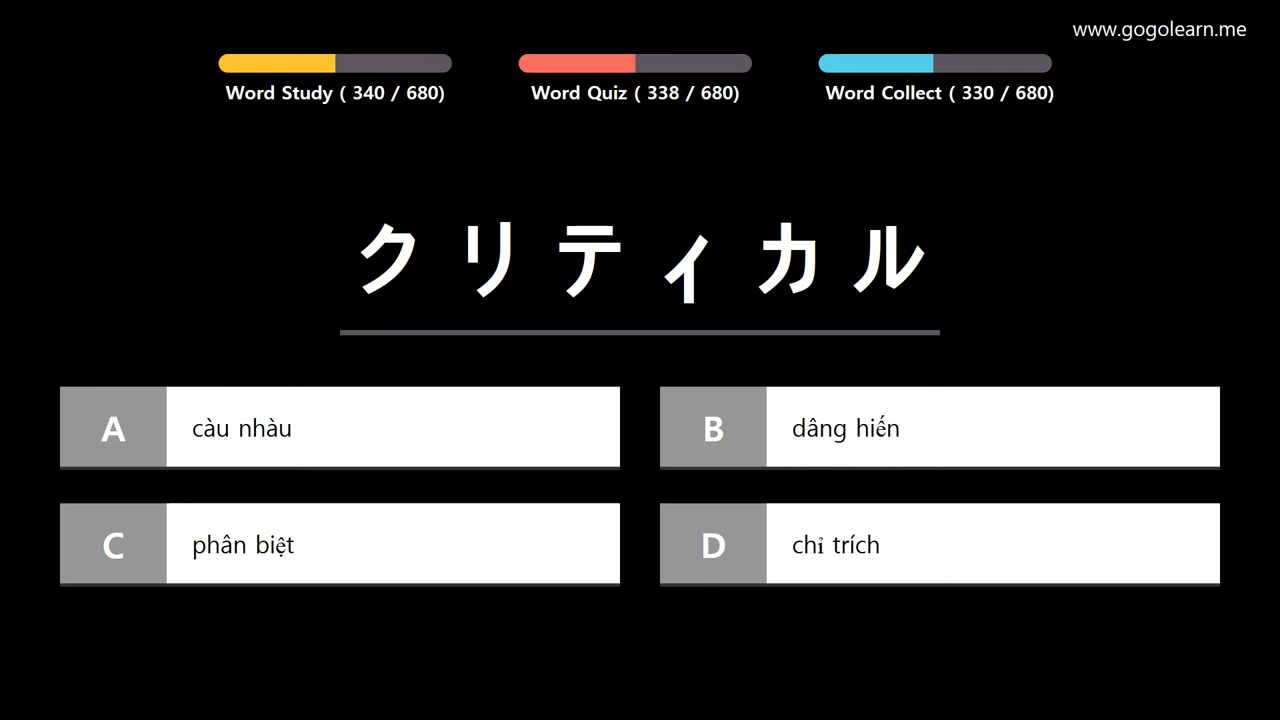 www.gogolearn.me
Word Study ( 340 / 680)
Word Quiz ( 338 / 680)
Word Collect ( 330 / 680)
クリティカル
A càu nhàu
B dâng hiến
C phân biệt
D chỉ trích